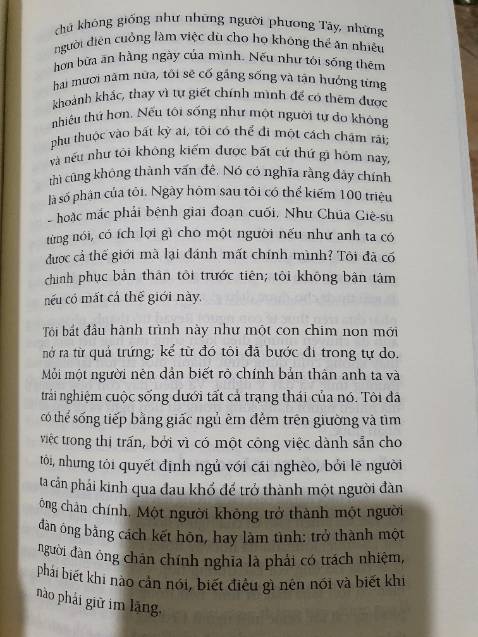 chứ không giống như những người phương Tây, những
người điên cuồng làm việc dù cho họ không thể ăn nhiều
hơn bữa ăn hằng ngày của mình. Nếu như tôi sống thêm
hai mươi năm nữa, tôi sẽ cố gắng sống và tận hưởng từng
khoảnh khắc, thay vì tự giết chính mình để có thêm được
nhiều thứ hơn. Nếu tôi sống như một người tự do không
phụ thuộc vào bất kỳ ai, tôi có thể đi một cách chậm rãi;
và nếu như tôi không kiếm được bất cứ thứ gì hôm nay,
thì cũng không thành vấn đề. Nó có nghĩa rằng đây chính
là số phận của tôi. Ngày hôm sau tôi có thể kiếm 100 triệu
– hoặc mắc phải bệnh giai đoạn cuối. Như Chúa Giê-su
từng nói, có ích lợi gì cho một người nếu như anh ta có
được cả thế giới mà lại đánh mất chính mình? Tôi đã cố
chinh phục bản thân tôi trước tiên; tôi không bận tâm
nếu có mất cả thế giới này.
Tôi bắt đầu hành trình này như một con chim non mới
nở ra từ quả trứng; kể từ đó tôi đã bước đi trong tự do.
Mỗi một người nên dần biết rõ chính bản thân anh ta và
trải nghiệm cuộc sống dưới tất cả trạng thái của nó. Tôi đã
có thể sống tiếp bằng giấc ngủ êm đềm trên giường và tìm
việc trong thị trấn, bởi vì có một công việc dành sẵn cho
tôi, nhưng tôi quyết định ngủ với cái nghèo, bởi lẽ người
ta cần phải kinh qua đau khổ để trở thành một người đàn
ông chân chính. Một người không trở thành một người
đàn ông bằng cách kết hôn, hay làm tình: trở thành một
người đàn ông chân chính nghĩa là phải có trách nhiệm,
phải biết khi nào cần nói, biết điều gì nên nói và biết khi
nào phải giữ im lặng.